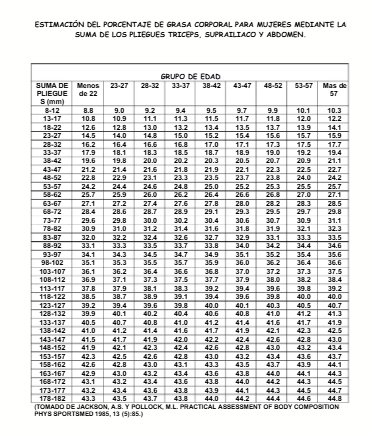 ESTIMACIÓN DEL PORCENTAJE DE GRASA CORPORAL PARA MUJERES MEDIANTE LA
SUMA DE LOS PLIEGUES TRICEPS, SUPRAILIACO Y ABDOMEN.
GRUPO DE EDAD
SUMA DE PLIEGUE S (mm) Menos de 22 23-27 28-32 33-37 38-42 43-47 48-52 53-57 Mas de 57
8-12 8.8 9.0 9.2 9.4 9.5 9.7 9.9 10.1 10.3
13-17 10.8 10.9 11.1 11.3 11.5 11.7 11.8 12.0 12.2
18-22 12.6 12.8 13.0 13.2 13.4 13.5 13.7 13.9 14.1
23-27 14.5 14.0 14.8 15.0 15.2 15.4 15.6 15.7 15.9
28-32 16.2 16.4 16.6 16.8 17.0 17.1 17.3 17.5 17.7
33-37 17.9 18.1 18.3 18.5 18.7 18.9 19.0 19.2 19.4
38-42 19.6 19.8 20.0 20.2 20.3 20.5 20.7 20.9 21.1
43-47 21.2 21.4 21.6 21.8 21.9 22.1 22.3 22.5 22.7
48-52 22.8 22.9 23.1 23.3 23.5 23.7 23.8 24.0 24.2
53-57 24.2 24.4 24.6 24.8 25.0 25.2 25.3 25.5 25.7
58-62 25.7 25.9 26.0 26.2 26.4 26.6 26.8 27.0 27.1
63-67 27.1 27.2 27.4 27.6 27.8 28.0 28.2 28.3 28.5
68-72 28.4 28.6 28.7 28.9 29.1 29.3 29.5 29.7 29.8
73-77 29.6 29.8 30.0 30.2 30.4 30.6 30.7 30.9 31.1
78-82 30.9 31.0 31.2 31.4 31.6 31.8 31.9 32.1 32.3
83-87 32.0 32.2 32.4 32.6 32.7 32.9 33.1 33.3 33.5
88-92 33.1 33.3 33.5 33.7 33.8 34.0 34.2 34.4 34.6
93-97 34.1 34.3 34.5 34.7 34.9 35.1 35.2 35.4 35.6
98-102 35.1 35.3 35.5 35.7 35.9 36.0 36.2 36.4 36.6
103-107 36.1 36.2 36.4 36.6 36.8 37.0 37.2 37.3 37.5
108-112 36.9 37.1 37.3 37.5 37.7 37.9 38.0 38.2 38.4
113-117 37.8 37.9 38.1 38.3 39.2 39.4 39.6 39.8 39.2
118-122 38.5 38.7 38.9 39.1 39.4 39.6 39.8 40.0 40.0
123-127 39.2 39.4 39.6 39.8 40.0 40.1 40.3 40.5 40.7
128-132 39.9 40.1 40.2 40.4 40.6 40.8 41.0 41.2 41.3
133-137 40.5 40.7 40.8 41.0 41.2 41.4 41.6 41.7 41.9
138-142 41.0 41.2 41.4 41.6 41.7 41.9 42.1 42.3 42.5
143-147 41.5 41.7 41.9 42.0 42.2 42.4 42.6 42.8 43.0
148-152 41.9 42.1 42.3 42.4 42.6 42.8 43.0 43.2 43.4
153-157 42.3 42.5 42.6 42.8 43.0 43.2 43.4 43.6 43.7
158-162 42.6 42.8 43.0 43.1 43.3 43.5 43.7 43.9 44.1
163-167 42.9 43.0 43.2 43.4 43.6 43.8 44.0 44.1 44.3
168-172 43.1 43.2 43.4 43.6 43.8 44.0 44.2 44.3 44.5
173-177 43.2 43.4 43.6 43.8 43.9 44.1 44.3 44.5 44.7
178-182 43.3 43.5 43.7 43.8 44.0 44.2 44.4 44.6 44.8
(TOMADO DE JACKSON, A.S. Y POLLOCK, M.L. PRACTICAL ASSESSMENT OF BODY COMPOSITION
PHYS SPORTSMED 1985, 13 (5):85.)